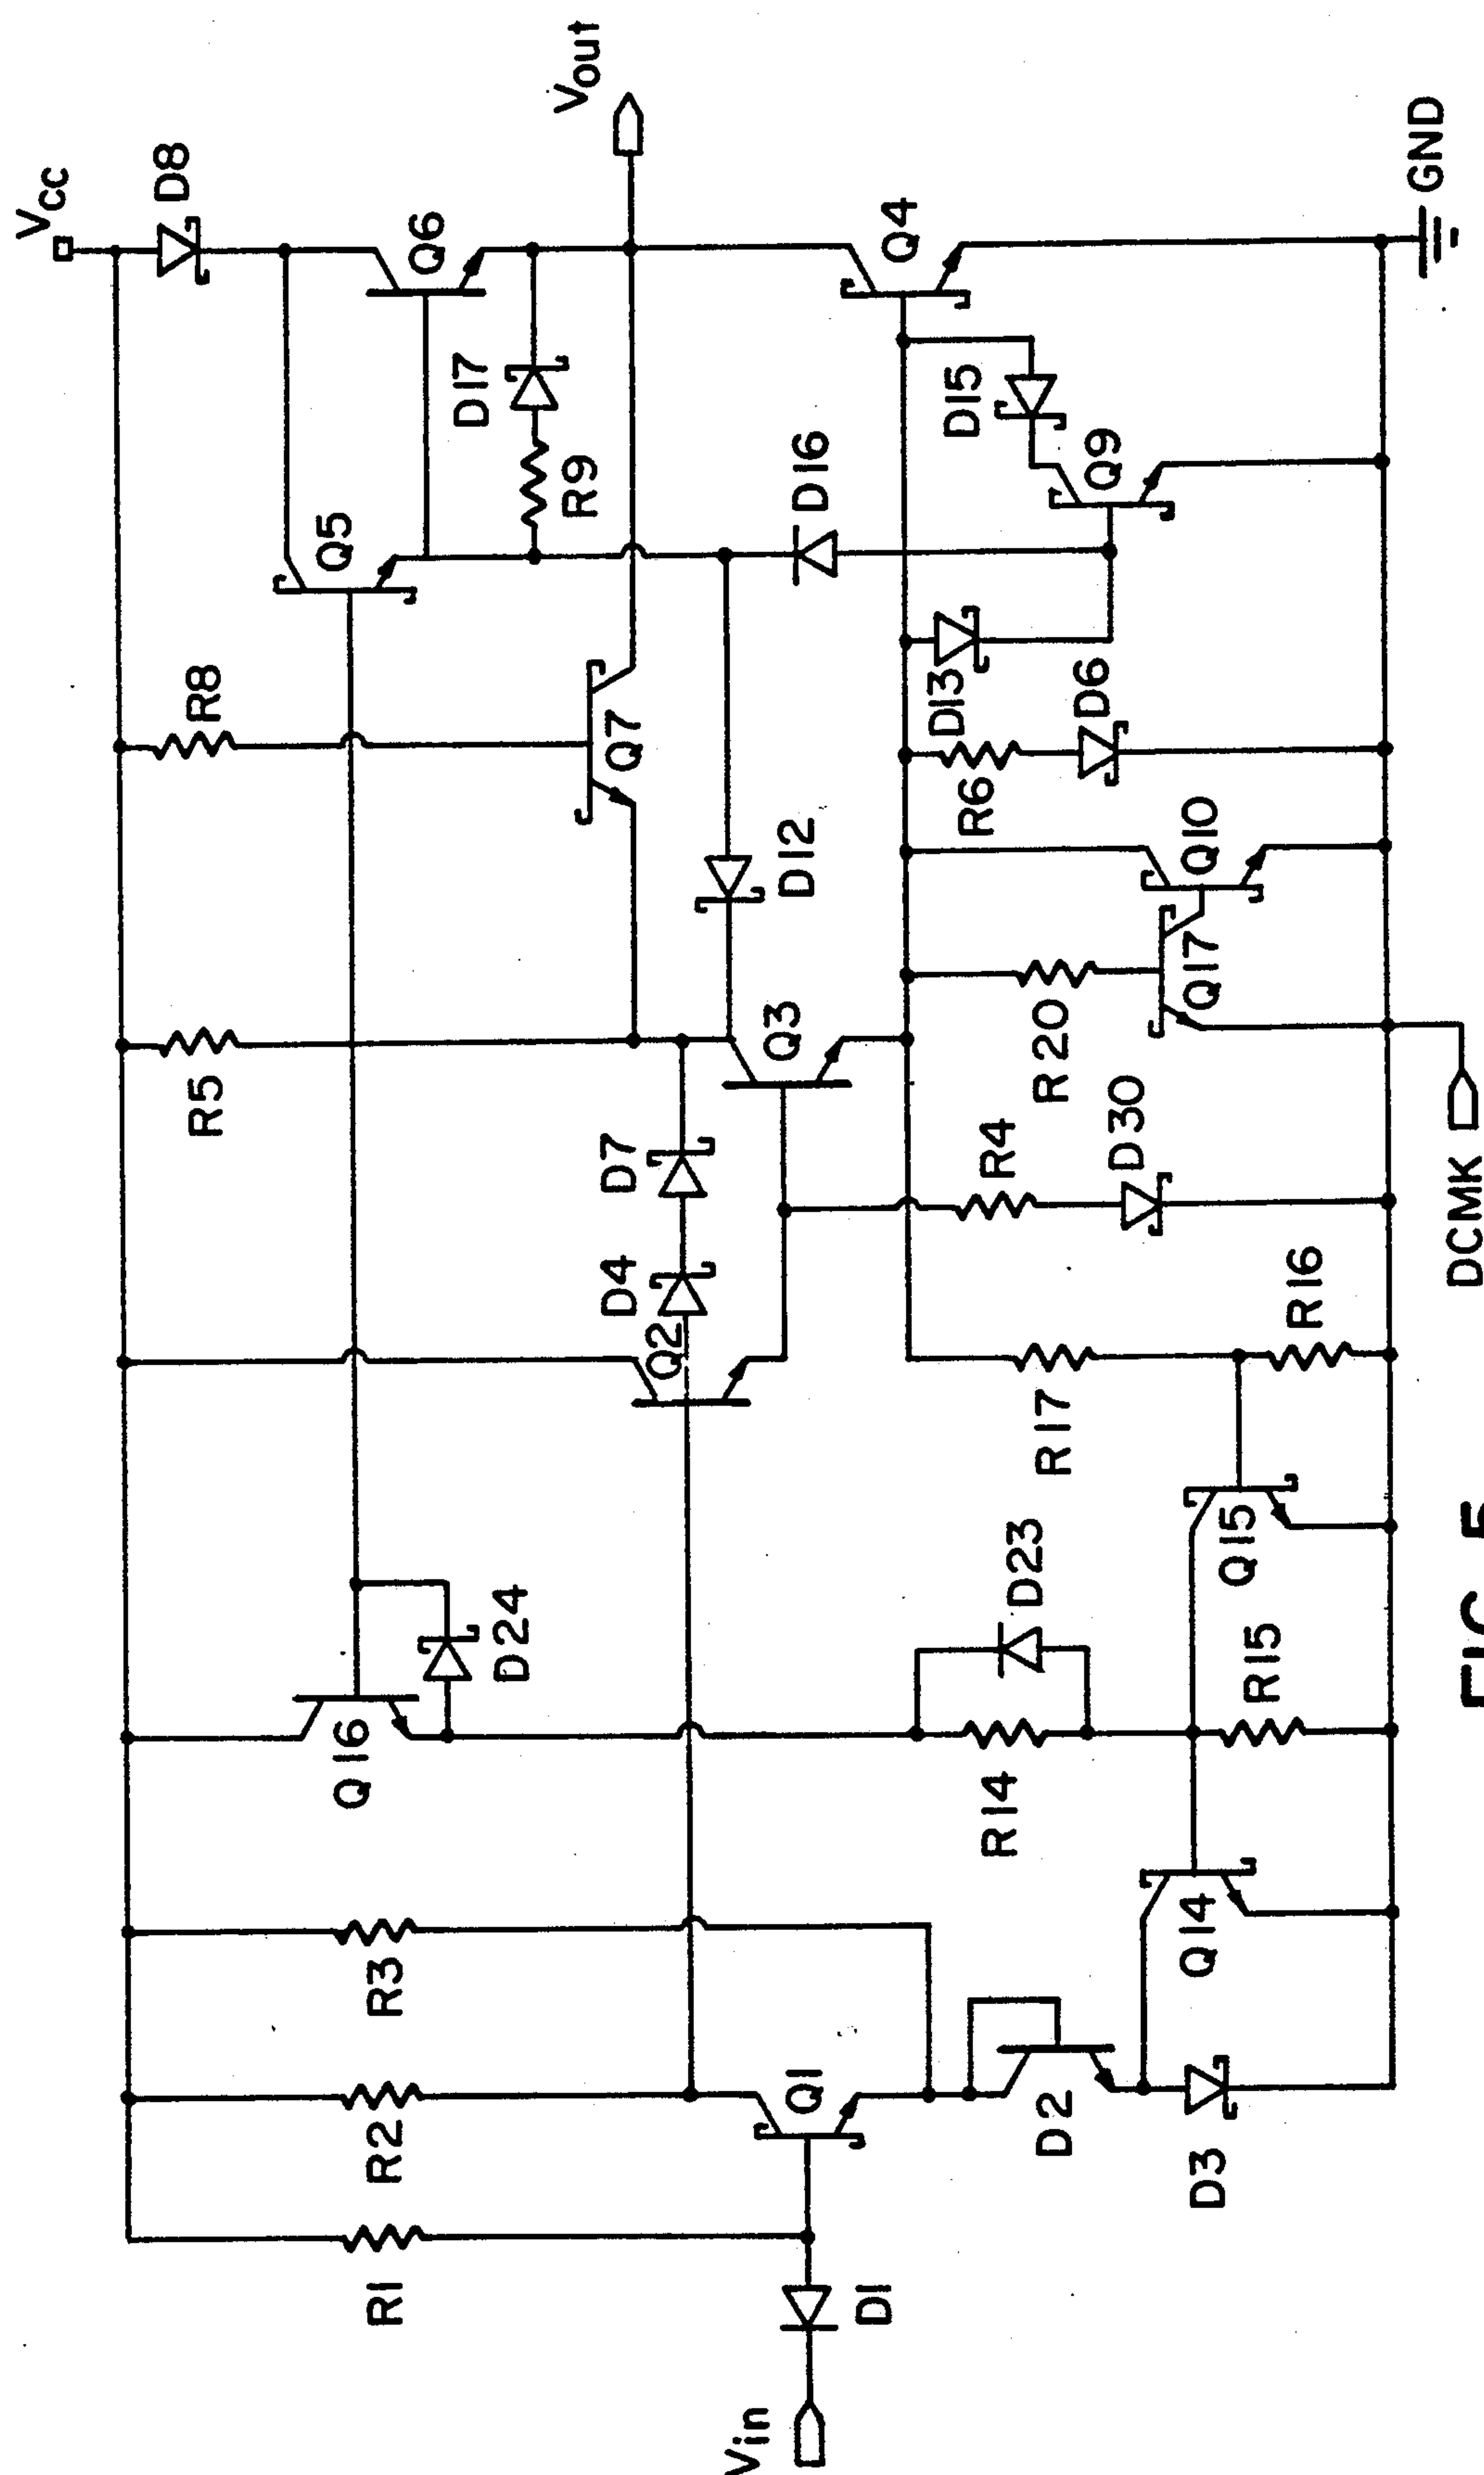 Vcc
D8
R8
Q5
Q6
D17
R9
Vout
R5
Q7
D12
D16
Q4
D15
Q9
D13
D6
R6
Q10
Q17
R20
Q3
D7
D4
Q2
R4
D30
DCMK
GND
R17
R16
Q15
D24
Q16
D23
R14
R15
Q14
R3
R2
R1
Q1
D2
D3
D1
Vin